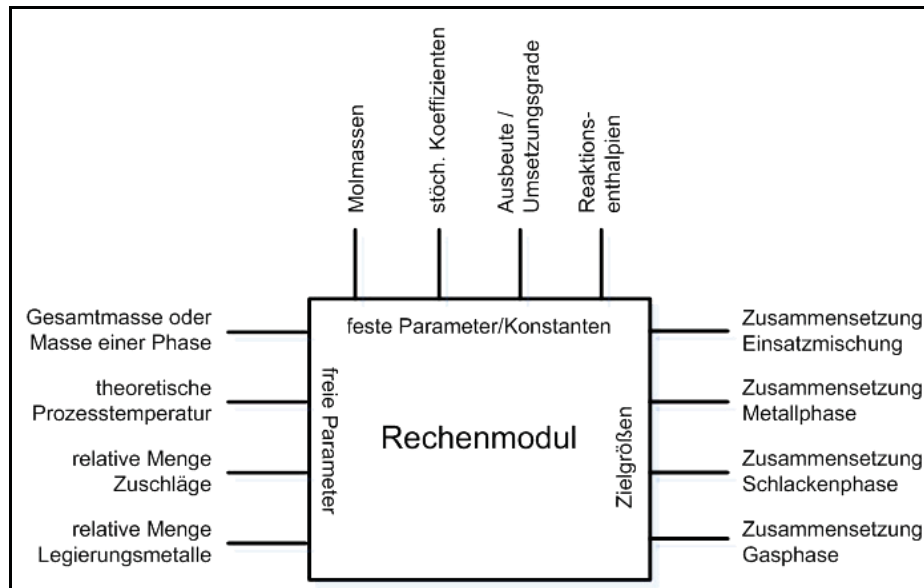 Molmassen
stöch. Koeffizienten
Ausbeute /
Umsetzungsgrade
Reaktions-
enthalpien
Gesamtmasse oder
Masse einer Phase
theoretische
Prozesstemperatur
relative Menge
Zuschläge
relative Menge
Legierungsmetalle
feste Parameter/Konstanten
freie Parameter
Rechenmodul
Zielgrößen
Zusammensetzung
Einsatzmischung
Zusammensetzung
Metallphase
Zusammensetzung
Schlackenphase
Zusammensetzung
Gasphase